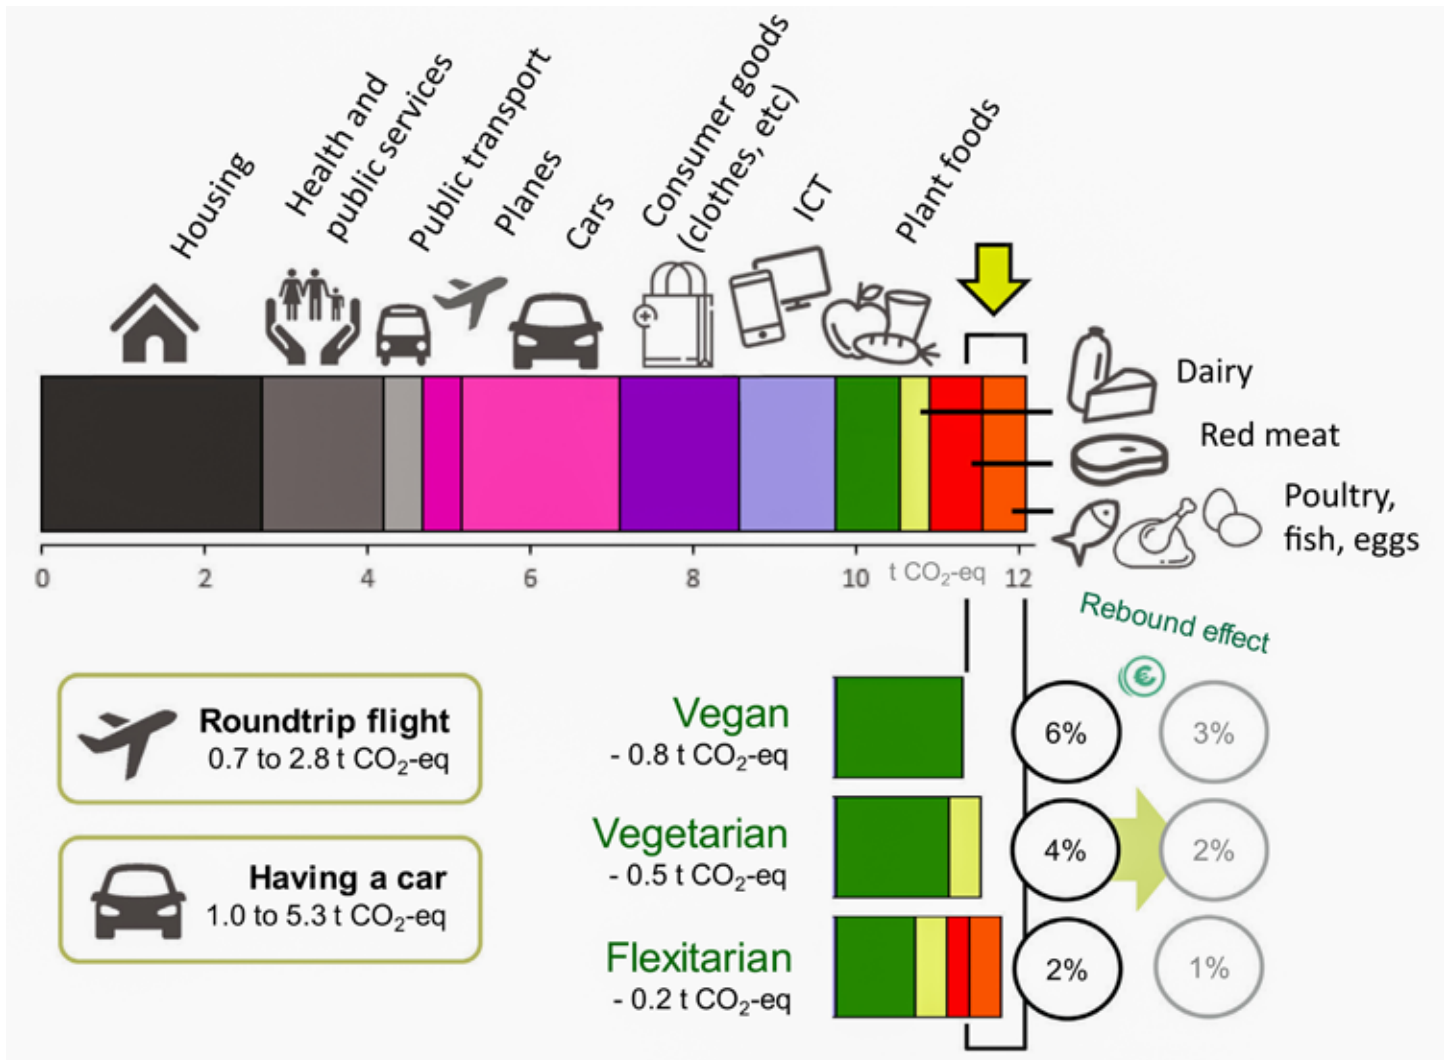 Housing
Health and
public services
Public transport
Planes
Cars
Consumer goods
(clothes, etc)
ICT
Plant foods
Dairy
Red meat
Poultry,
fish, eggs
0 2 4 6 8 10 t CO₂-eq 12
Rebound effect
€
Roundtrip flight
0.7 to 2.8 t CO₂-eq
Having a car
1.0 to 5.3 t CO₂-eq
Vegan
- 0.8 t CO₂-eq
6% 3%
Vegetarian
- 0.5 t CO₂-eq
4% 2%
Flexitarian
- 0.2 t CO₂-eq
2% 1%